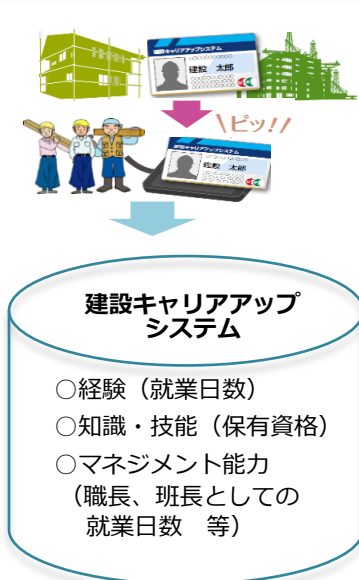 建設キャリアアップシステム
建設 太郎
ピッ!!
建設キャリアアップシステム
建設 太郎
建設キャリアアップ
システム
○経験(就業日数)
○知識・技能(保有資格)
○マネジメント能力
(職長、班長としての
就業日数 等)